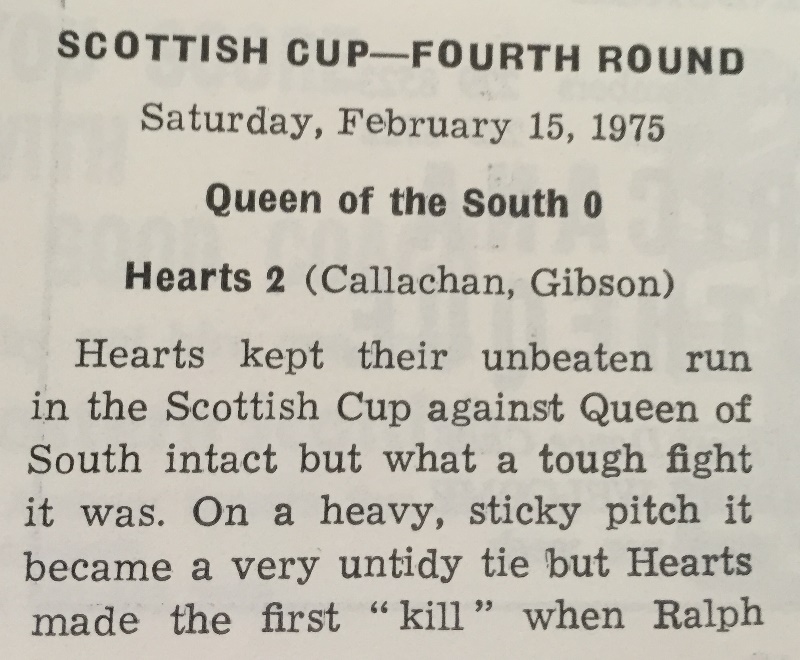 SCOTTISH CUP—FOURTH ROUND
Saturday, February 15, 1975
Queen of the South 0
Hearts 2 (Callachan, Gibson)
Hearts kept their unbeaten run
in the Scottish Cup against Queen of
South intact but what a tough fight
it was. On a heavy, sticky pitch it
became a very untidy tie but Hearts
made the first “kill” when Ralph